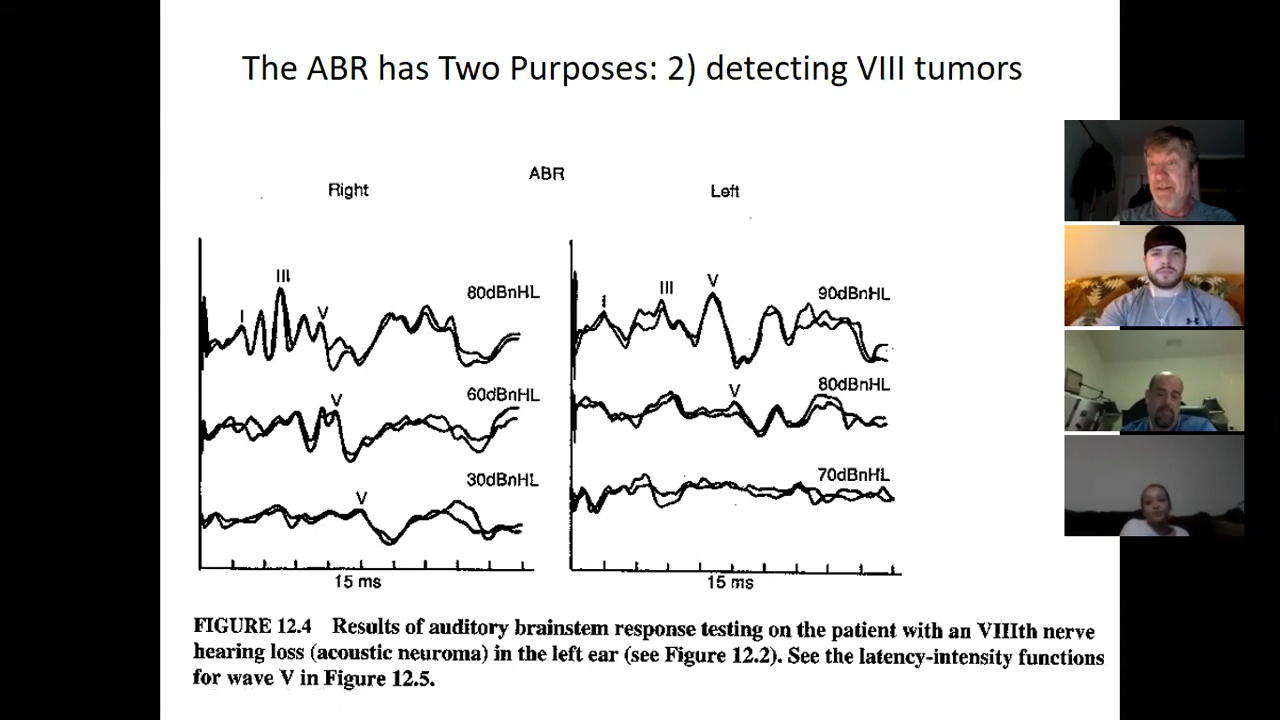 The ABR has Two Purposes: 2) detecting VIII tumors
ABR
Right
Left
III
I
V
80dBnHL
V
60dBnHL
V
30dBnHL
15 ms
I
III
V
90dBnHL
V
80dBnHL
70dBnHL
15 ms
FIGURE 12.4 Results of auditory brainstem response testing on the patient with an VIIIth nerve
hearing loss (acoustic neuroma) in the left ear (see Figure 12.2). See the latency-intensity functions
for wave V in Figure 12.5.